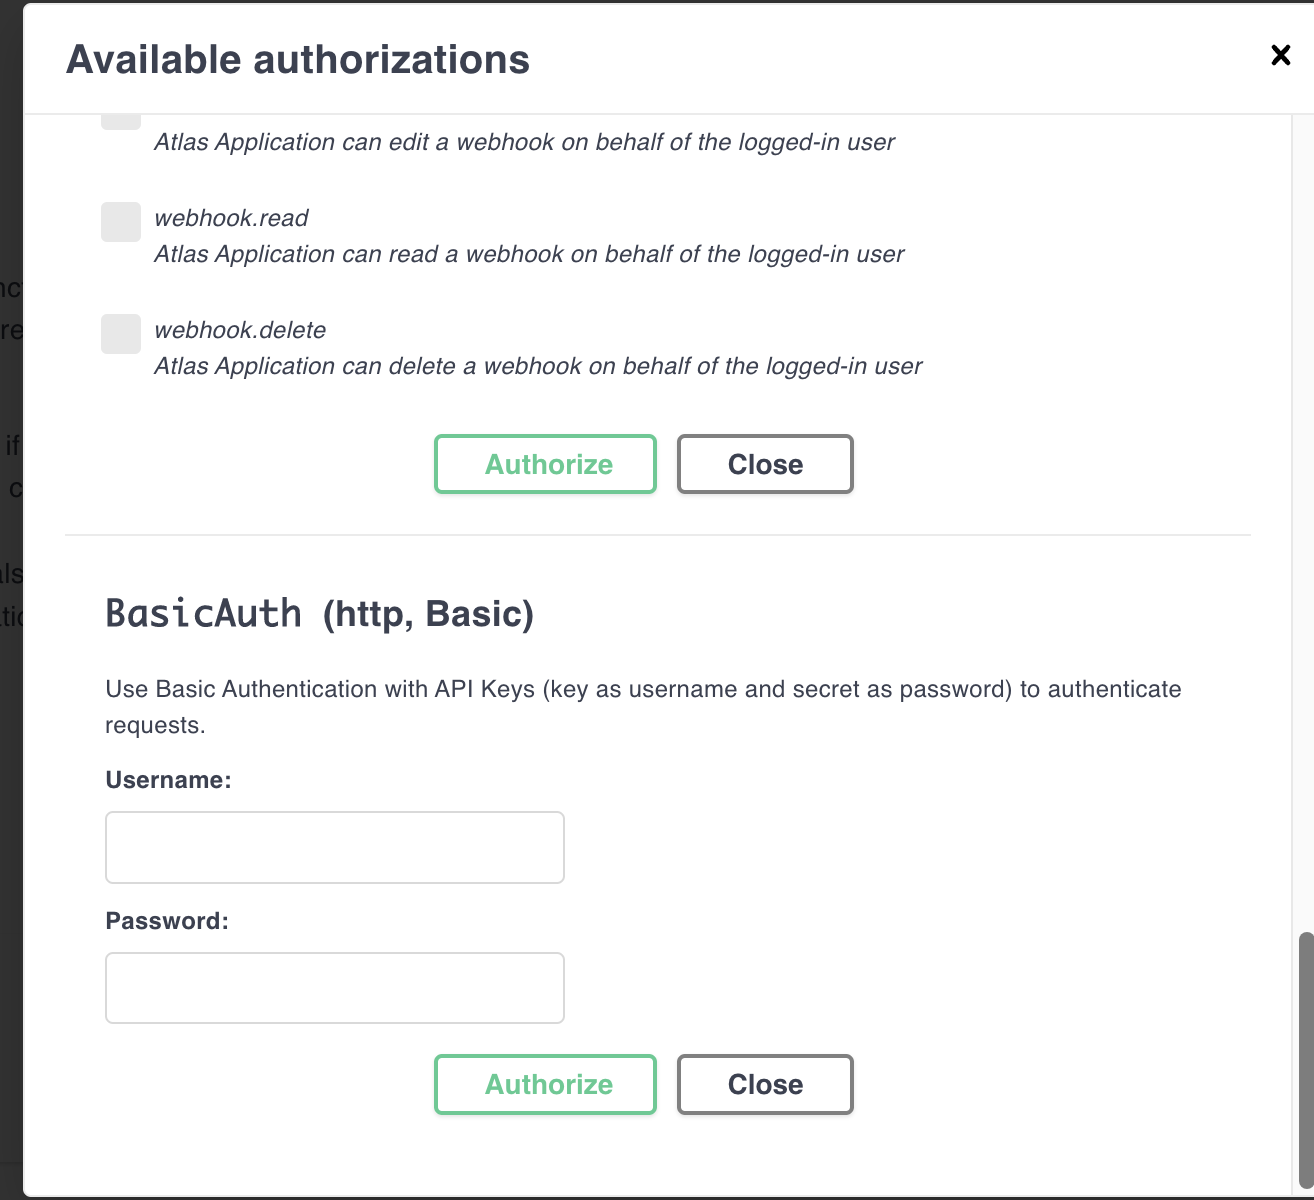 Available authorizations
Atlas Application can edit a webhook on behalf of the logged-in user
webhook.read
Atlas Application can read a webhook on behalf of the logged-in user
webhook.delete
Atlas Application can delete a webhook on behalf of the logged-in user
Authorize Close
BasicAuth (http, Basic)
Use Basic Authentication with API Keys (key as username and secret as password) to authenticate
requests.
Username:
Password:
Authorize Close
if